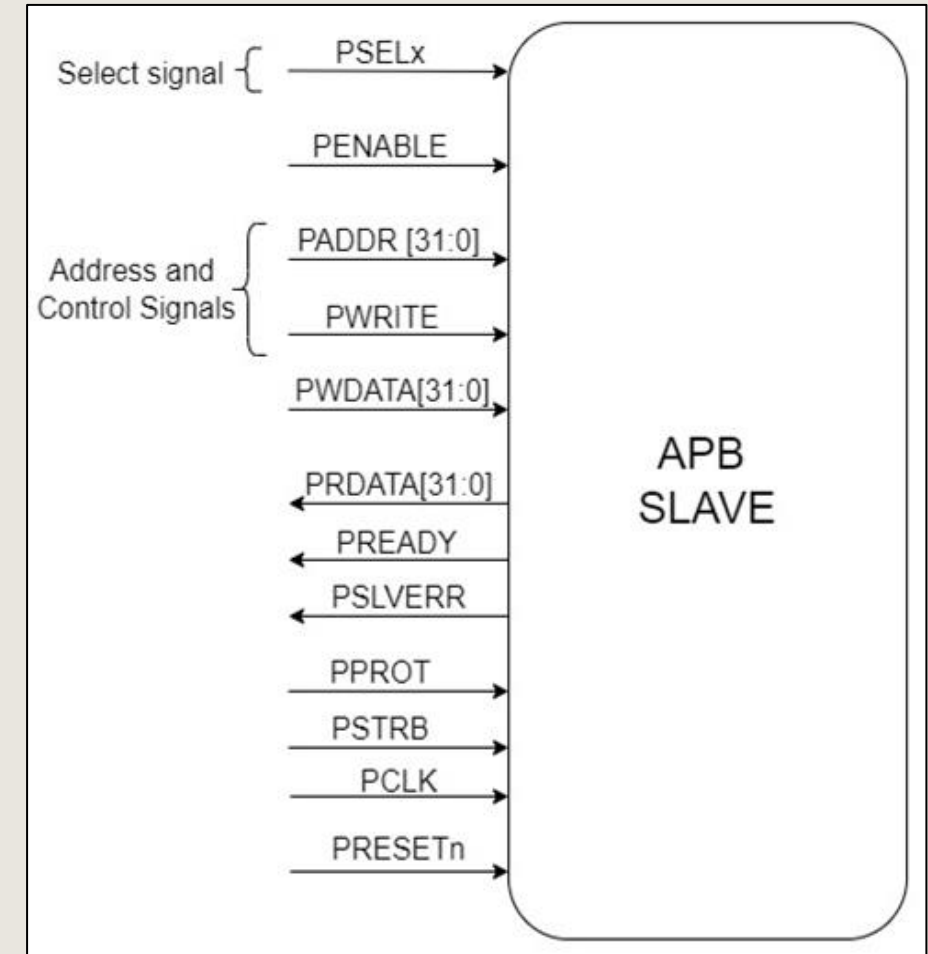 PSELx
Select signal
PENABLE
PADDR [31:0]
Address and
Control Signals
PWRITE
PWDATA[31:0]
PRDATA[31:0]
PREADY
PSLVERR
PPROT
PSTRB
PCLK
PRESETn
APB
SLAVE